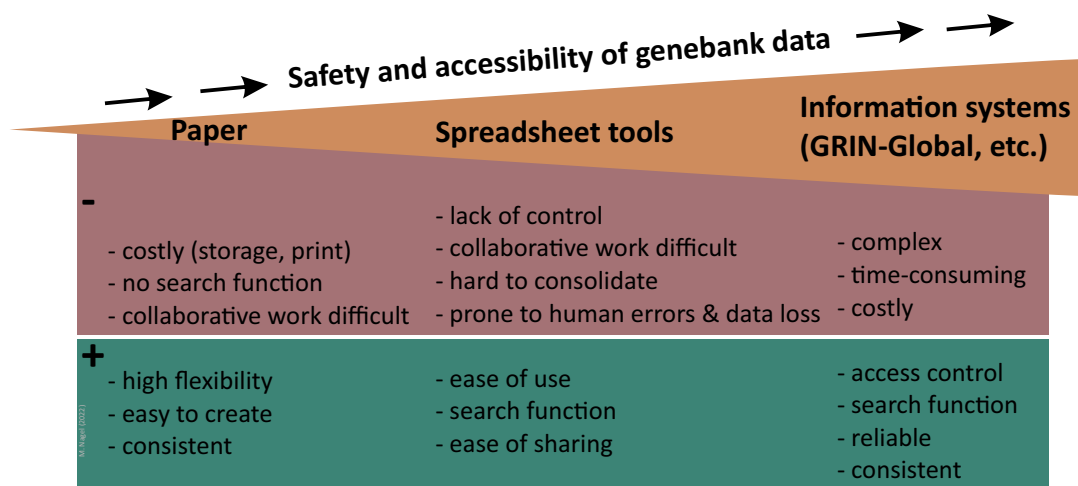 Safety and accessibility of genebank data
Paper
Spreadsheet tools
Information systems
(GRIN-Global, etc.)
-
- costly (storage, print)
- no search function
- collaborative work difficult
- lack of control
- collaborative work difficult
- hard to consolidate
- prone to human errors & data loss
- complex
- time-consuming
- costly
+
- high flexibility
- easy to create
- consistent
- ease of use
- search function
- ease of sharing
- access control
- search function
- reliable
- consistent
M. Nagel (2022)